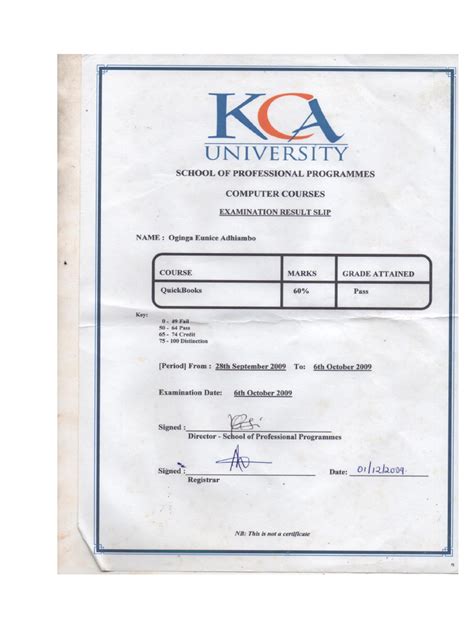 KCA
UNIVERSITY
SCHOOL OF PROFESSIONAL PROGRAMMES
COMPUTER COURSES
EXAMINATION RESULT SLIP
NAME : Oginga Eunice Adhiambo
COURSE MARKS GRADE ATTAINED
QuickBooks 60% Pass
Key:
0 - 49 Fail
50 - 64 Pass
65 - 74 Credit
75 - 100 Distinction
[Period] From : 28th September 2009 To: 6th October 2009
Examination Date: 6th October 2009
Signed :
Director - School of Professional Programmes
Signed : Date: 01/12/2009
Registrar
NB: This is not a certificate